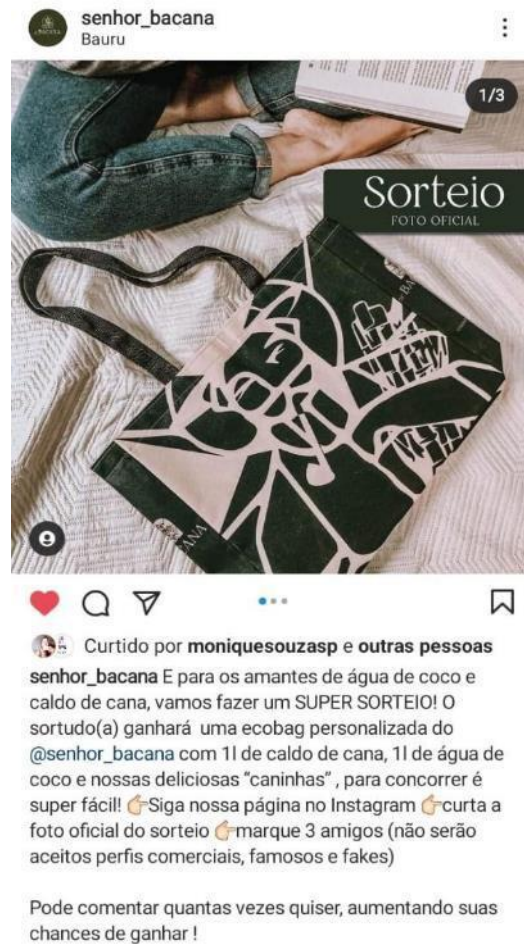 senhor_bacana
Bauru
1/3
Sorteio
FOTO OFICIAL
Curtido por moniquesouzasp e outras pessoas
senhor_bacana E para os amantes de água de coco e
caldo de cana, vamos fazer um SUPER SORTEIO! O
sortudo(a) ganhará uma ecobag personalizada do
@senhor_bacana com 1l de caldo de cana, 1l de água de
coco e nossas deliciosas “caninhas” , para concorrer é
super fácil! 👉Siga nossa página no Instagram 👉curta a
foto oficial do sorteio 👉marque 3 amigos (não serão
aceitos perfis comerciais, famosos e fakes)
Pode comentar quantas vezes quiser, aumentando suas
chances de ganhar !